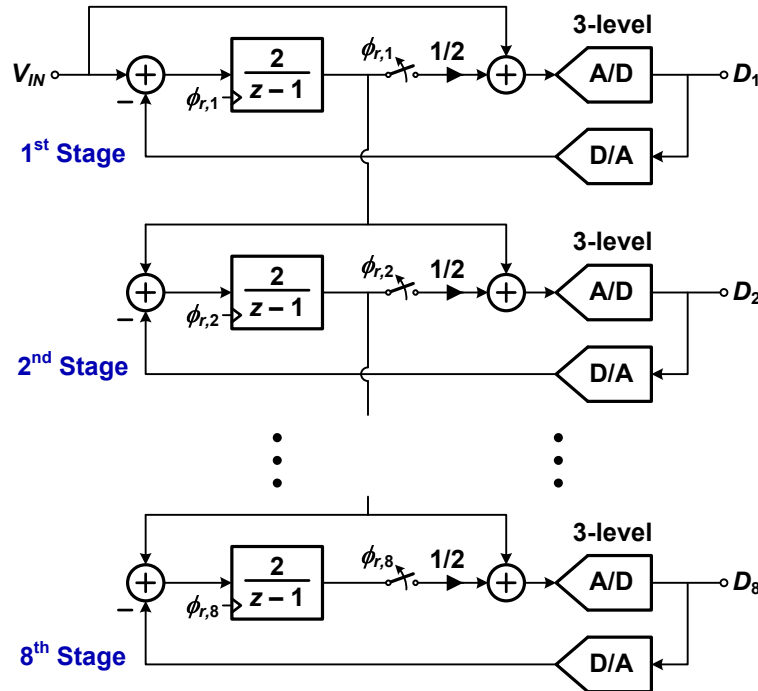 3-level
V_IN
+
−
2
z – 1
ϕr,1
ϕr,1
1/2
+
A/D
D1
D/A
1st Stage
3-level
+
−
2
z – 1
ϕr,2
ϕr,2
1/2
+
A/D
D2
D/A
2nd Stage
3-level
+
−
2
z – 1
ϕr,8
ϕr,8
1/2
+
A/D
D8
D/A
8th Stage